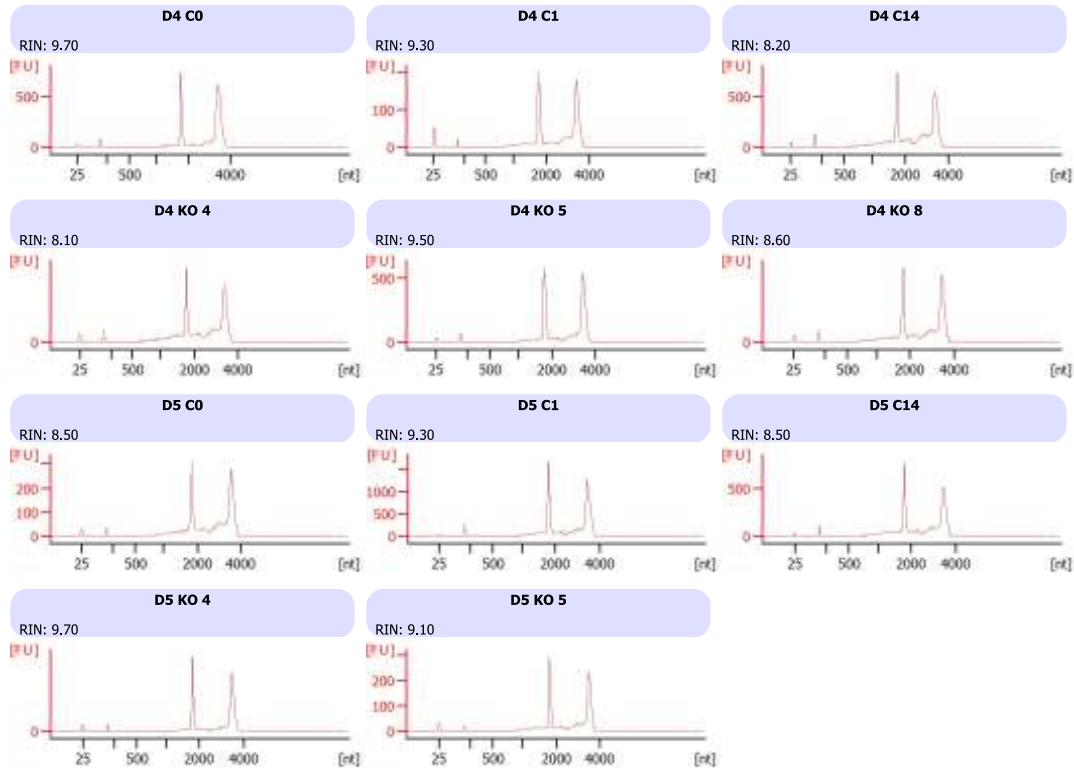 D4 C0
D4 C1
D4 C14
RIN: 9.70
RIN: 9.30
RIN: 8.20
[FU]
[FU]
[FU]
500
100
500
0
0
0
25 500 4000 [nt]
25 500 2000 4000 [nt]
25 500 2000 4000 [nt]
D4 KO 4
D4 KO 5
D4 KO 8
RIN: 8.10
RIN: 9.50
RIN: 8.60
[FU]
[FU]
[FU]
500
0
0
0
25 500 2000 4000 [nt]
25 500 2000 4000 [nt]
25 500 2000 4000 [nt]
D5 C0
D5 C1
D5 C14
RIN: 8.50
RIN: 9.30
RIN: 8.50
[FU]
[FU]
[FU]
200
1000
500
100
500
0
0
0
25 500 2000 4000 [nt]
25 500 2000 4000 [nt]
25 500 2000 4000 [nt]
D5 KO 4
D5 KO 5
RIN: 9.70
RIN: 9.10
[FU]
[FU]
200
100
0
0
25 500 2000 4000 [nt]
25 500 2000 4000 [nt]